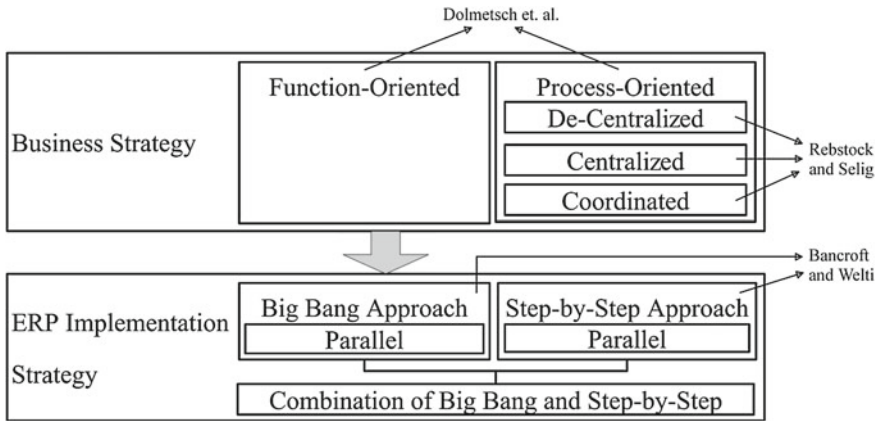 Dolmetsch et. al.
Function-Oriented
Process-Oriented
De-Centralized
Business Strategy
Centralized
Rebstock
and Selig
Coordinated
Bancroft
and Welti
Big Bang Approach
Step-by-Step Approach
ERP Implementation
Strategy
Parallel
Parallel
Combination of Big Bang and Step-by-Step